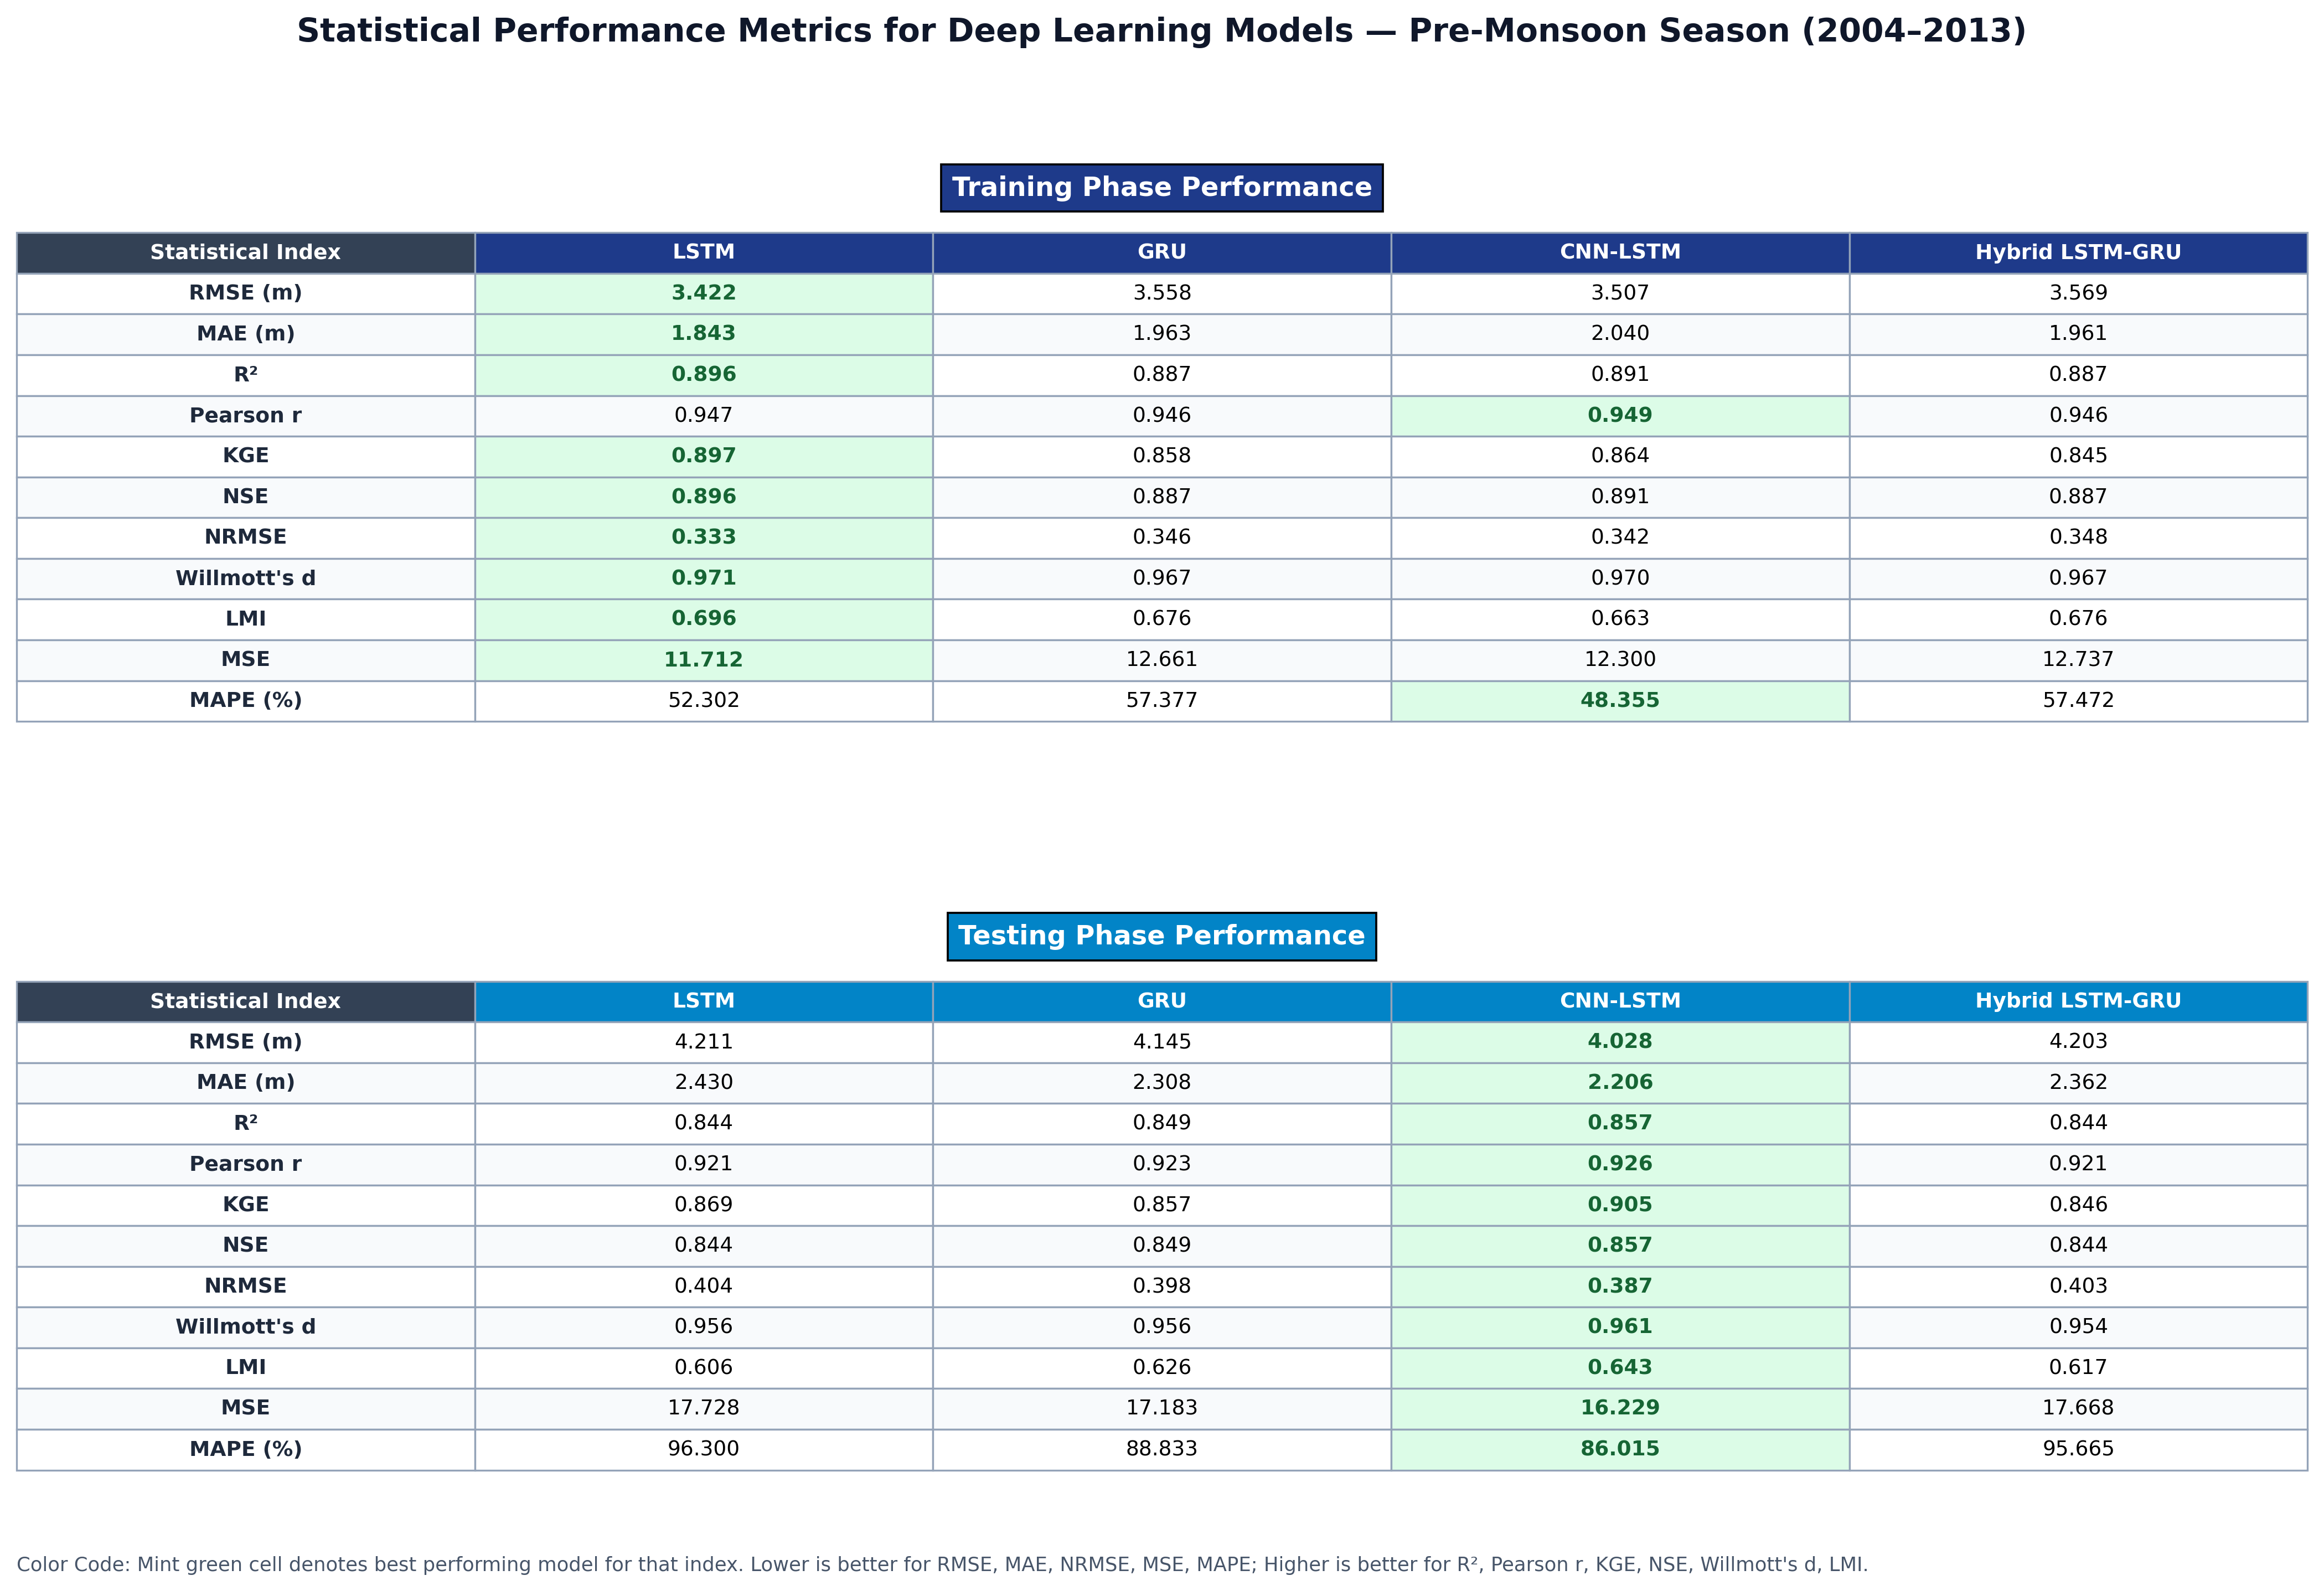 Statistical Performance Metrics for Deep Learning Models — Pre-Monsoon Season (2004–2013)
Training Phase Performance
Statistical Index LSTM GRU CNN-LSTM Hybrid LSTM-GRU
RMSE (m) 3.422 3.558 3.507 3.569
MAE (m) 1.843 1.963 2.040 1.961
R² 0.896 0.887 0.891 0.887
Pearson r 0.947 0.946 0.949 0.946
KGE 0.897 0.858 0.864 0.845
NSE 0.896 0.887 0.891 0.887
NRMSE 0.333 0.346 0.342 0.348
Willmott's d 0.971 0.967 0.970 0.967
LMI 0.696 0.676 0.663 0.676
MSE 11.712 12.661 12.300 12.737
MAPE (%) 52.302 57.377 48.355 57.472
Testing Phase Performance
Statistical Index LSTM GRU CNN-LSTM Hybrid LSTM-GRU
RMSE (m) 4.211 4.145 4.028 4.203
MAE (m) 2.430 2.308 2.206 2.362
R² 0.844 0.849 0.857 0.844
Pearson r 0.921 0.923 0.926 0.921
KGE 0.869 0.857 0.905 0.846
NSE 0.844 0.849 0.857 0.844
NRMSE 0.404 0.398 0.387 0.403
Willmott's d 0.956 0.956 0.961 0.954
LMI 0.606 0.626 0.643 0.617
MSE 17.728 17.183 16.229 17.668
MAPE (%) 96.300 88.833 86.015 95.665
Color Code: Mint green cell denotes best performing model for that index. Lower is better for RMSE, MAE, NRMSE, MSE, MAPE; Higher is better for R², Pearson r, KGE, NSE, Willmott's d, LMI.